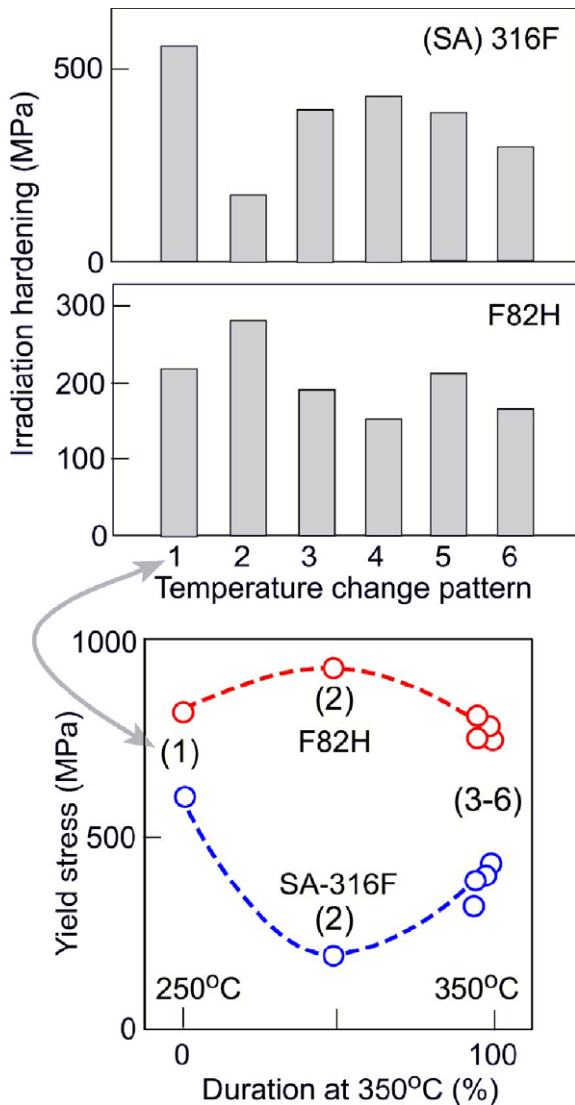 (SA) 316F
500
0
Irradiation hardening (MPa)
F82H
300
200
100
0
1 2 3 4 5 6
Temperature change pattern
1000
500
0
Yield stress (MPa)
(2)
F82H
(1)
(3-6)
SA-316F
(2)
250°C 350°C
0 100
Duration at 350°C (%)